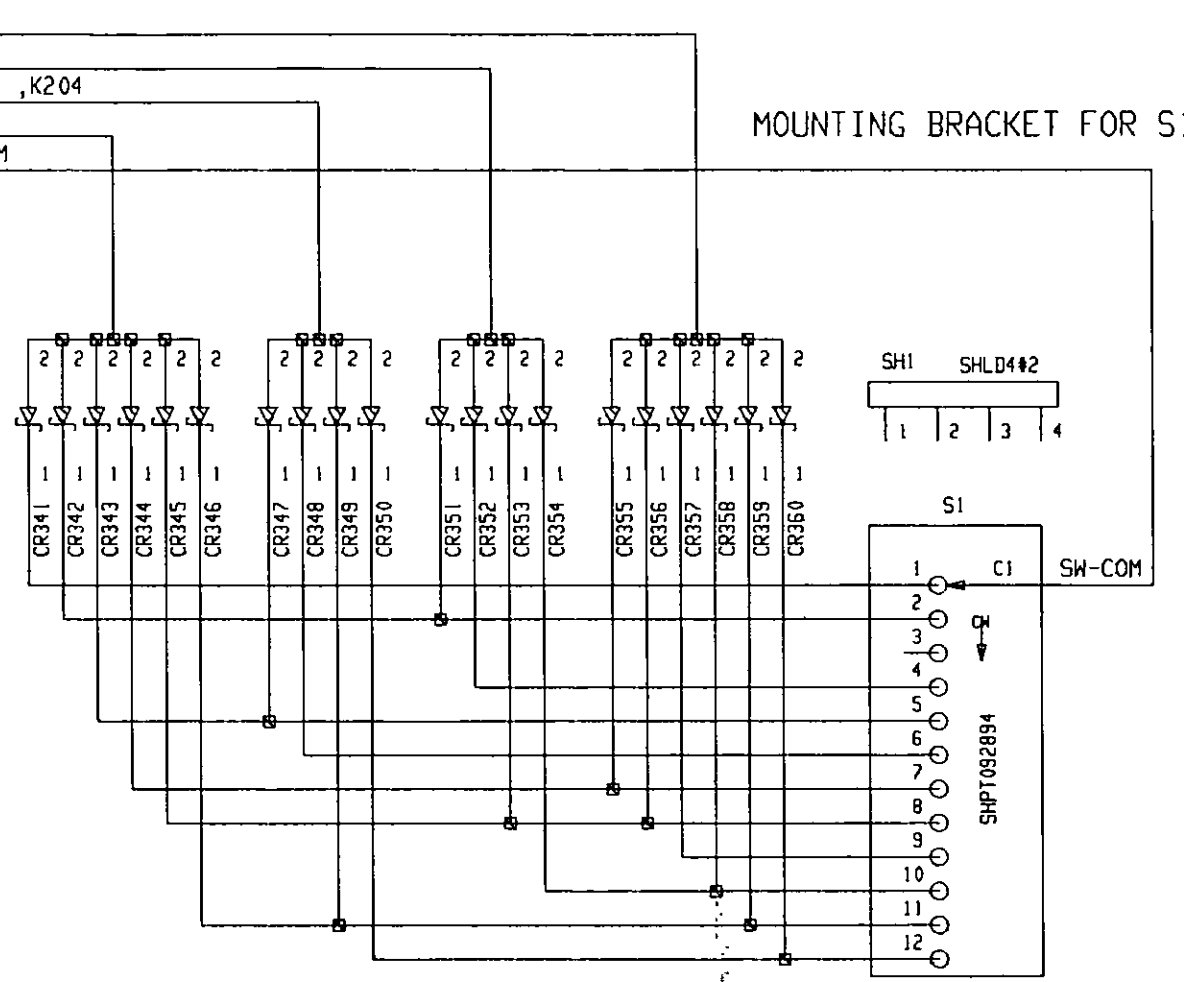 ,K204
MOUNTING BRACKET FOR S1
M
2 2 2 2 2 2 2 2 2 2 2 2 2 2 2 2 2 2 2 2
SH1 SHLD4#2
1 2 3 4
1 1 1 1 1 1 1 1 1 1 1 1 1 1 1 1 1 1 1 1
CR341
CR342
CR343
CR344
CR345
CR346
CR347
CR348
CR349
CR350
CR351
CR352
CR353
CR354
CR355
CR356
CR357
CR358
CR359
CR360
S1
1 C1 SW-COM
2
CW
3
4
5
6
7
8
9
10
11
12
SHPT092894